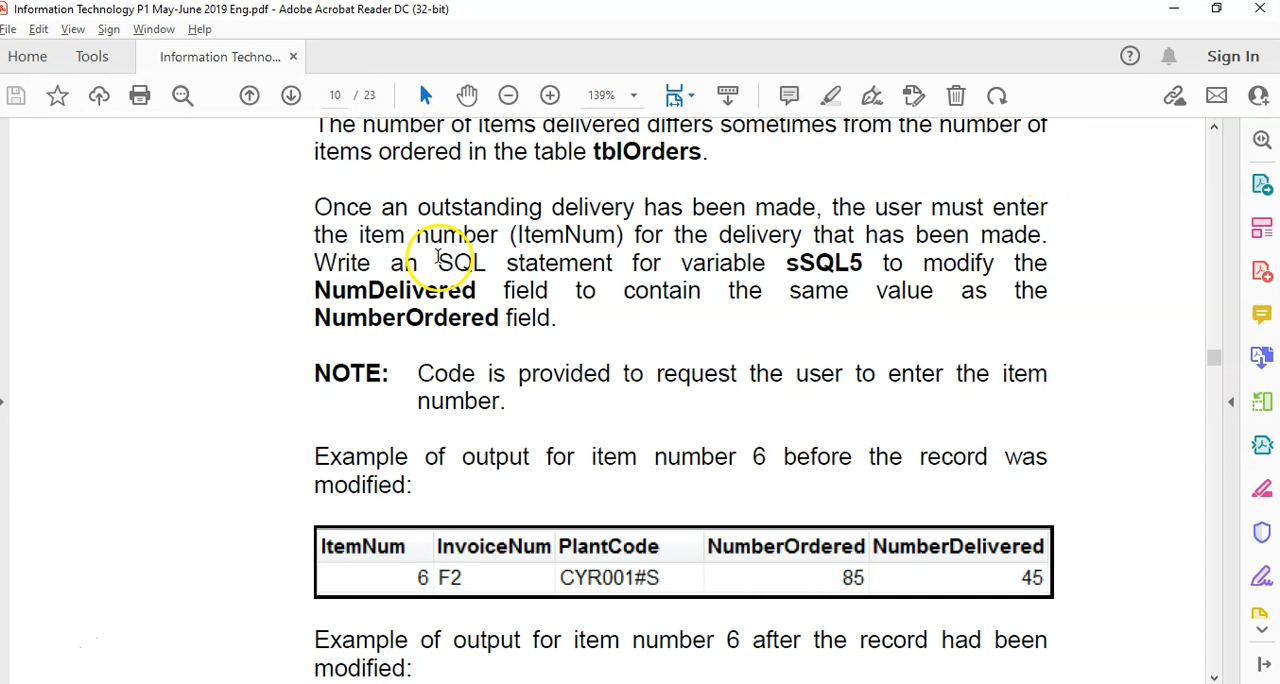 Information Technology P1 May-June 2019 Eng.pdf - Adobe Acrobat Reader DC (32-bit)
File Edit View Sign Window Help
Home Tools Information Techno... × Sign In
10 / 23 139%
The number of items delivered differs sometimes from the number of
items ordered in the table tblOrders.
Once an outstanding delivery has been made, the user must enter
the item number (ItemNum) for the delivery that has been made.
Write an SQL statement for variable sSQL5 to modify the
NumDelivered field to contain the same value as the
NumberOrdered field.
NOTE: Code is provided to request the user to enter the item
number.
Example of output for item number 6 before the record was
modified:
ItemNum InvoiceNum PlantCode NumberOrdered NumberDelivered
6 F2 CYR001#S 85 45
Example of output for item number 6 after the record had been
modified: